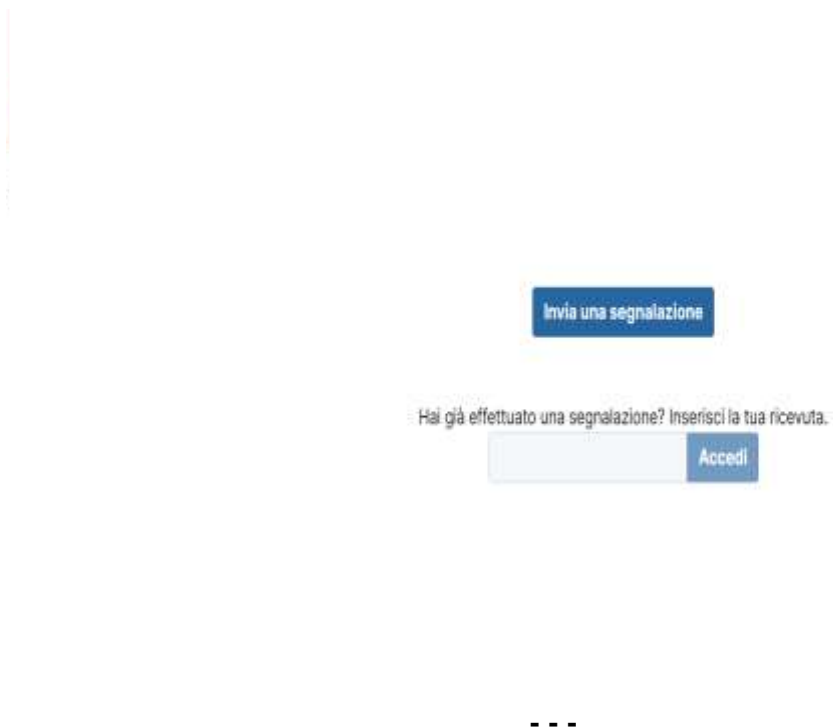 Invia una segnalazione
Hai già effettuato una segnalazione? Inserisci la tua ricevuta.
Accedi